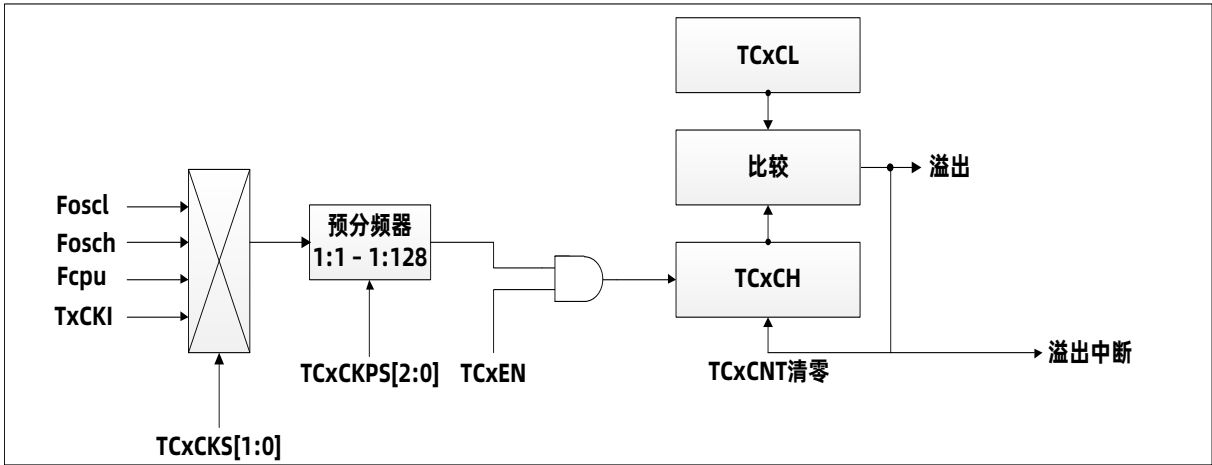 TCxCL
比较
溢出
Foscl
Fosch
Fcpu
TxCKI
预分频器
1:1 - 1:128
TCxCH
TCxCKPS[2:0]
TCxEN
TCxCNT清零
溢出中断
TCxCKS[1:0]